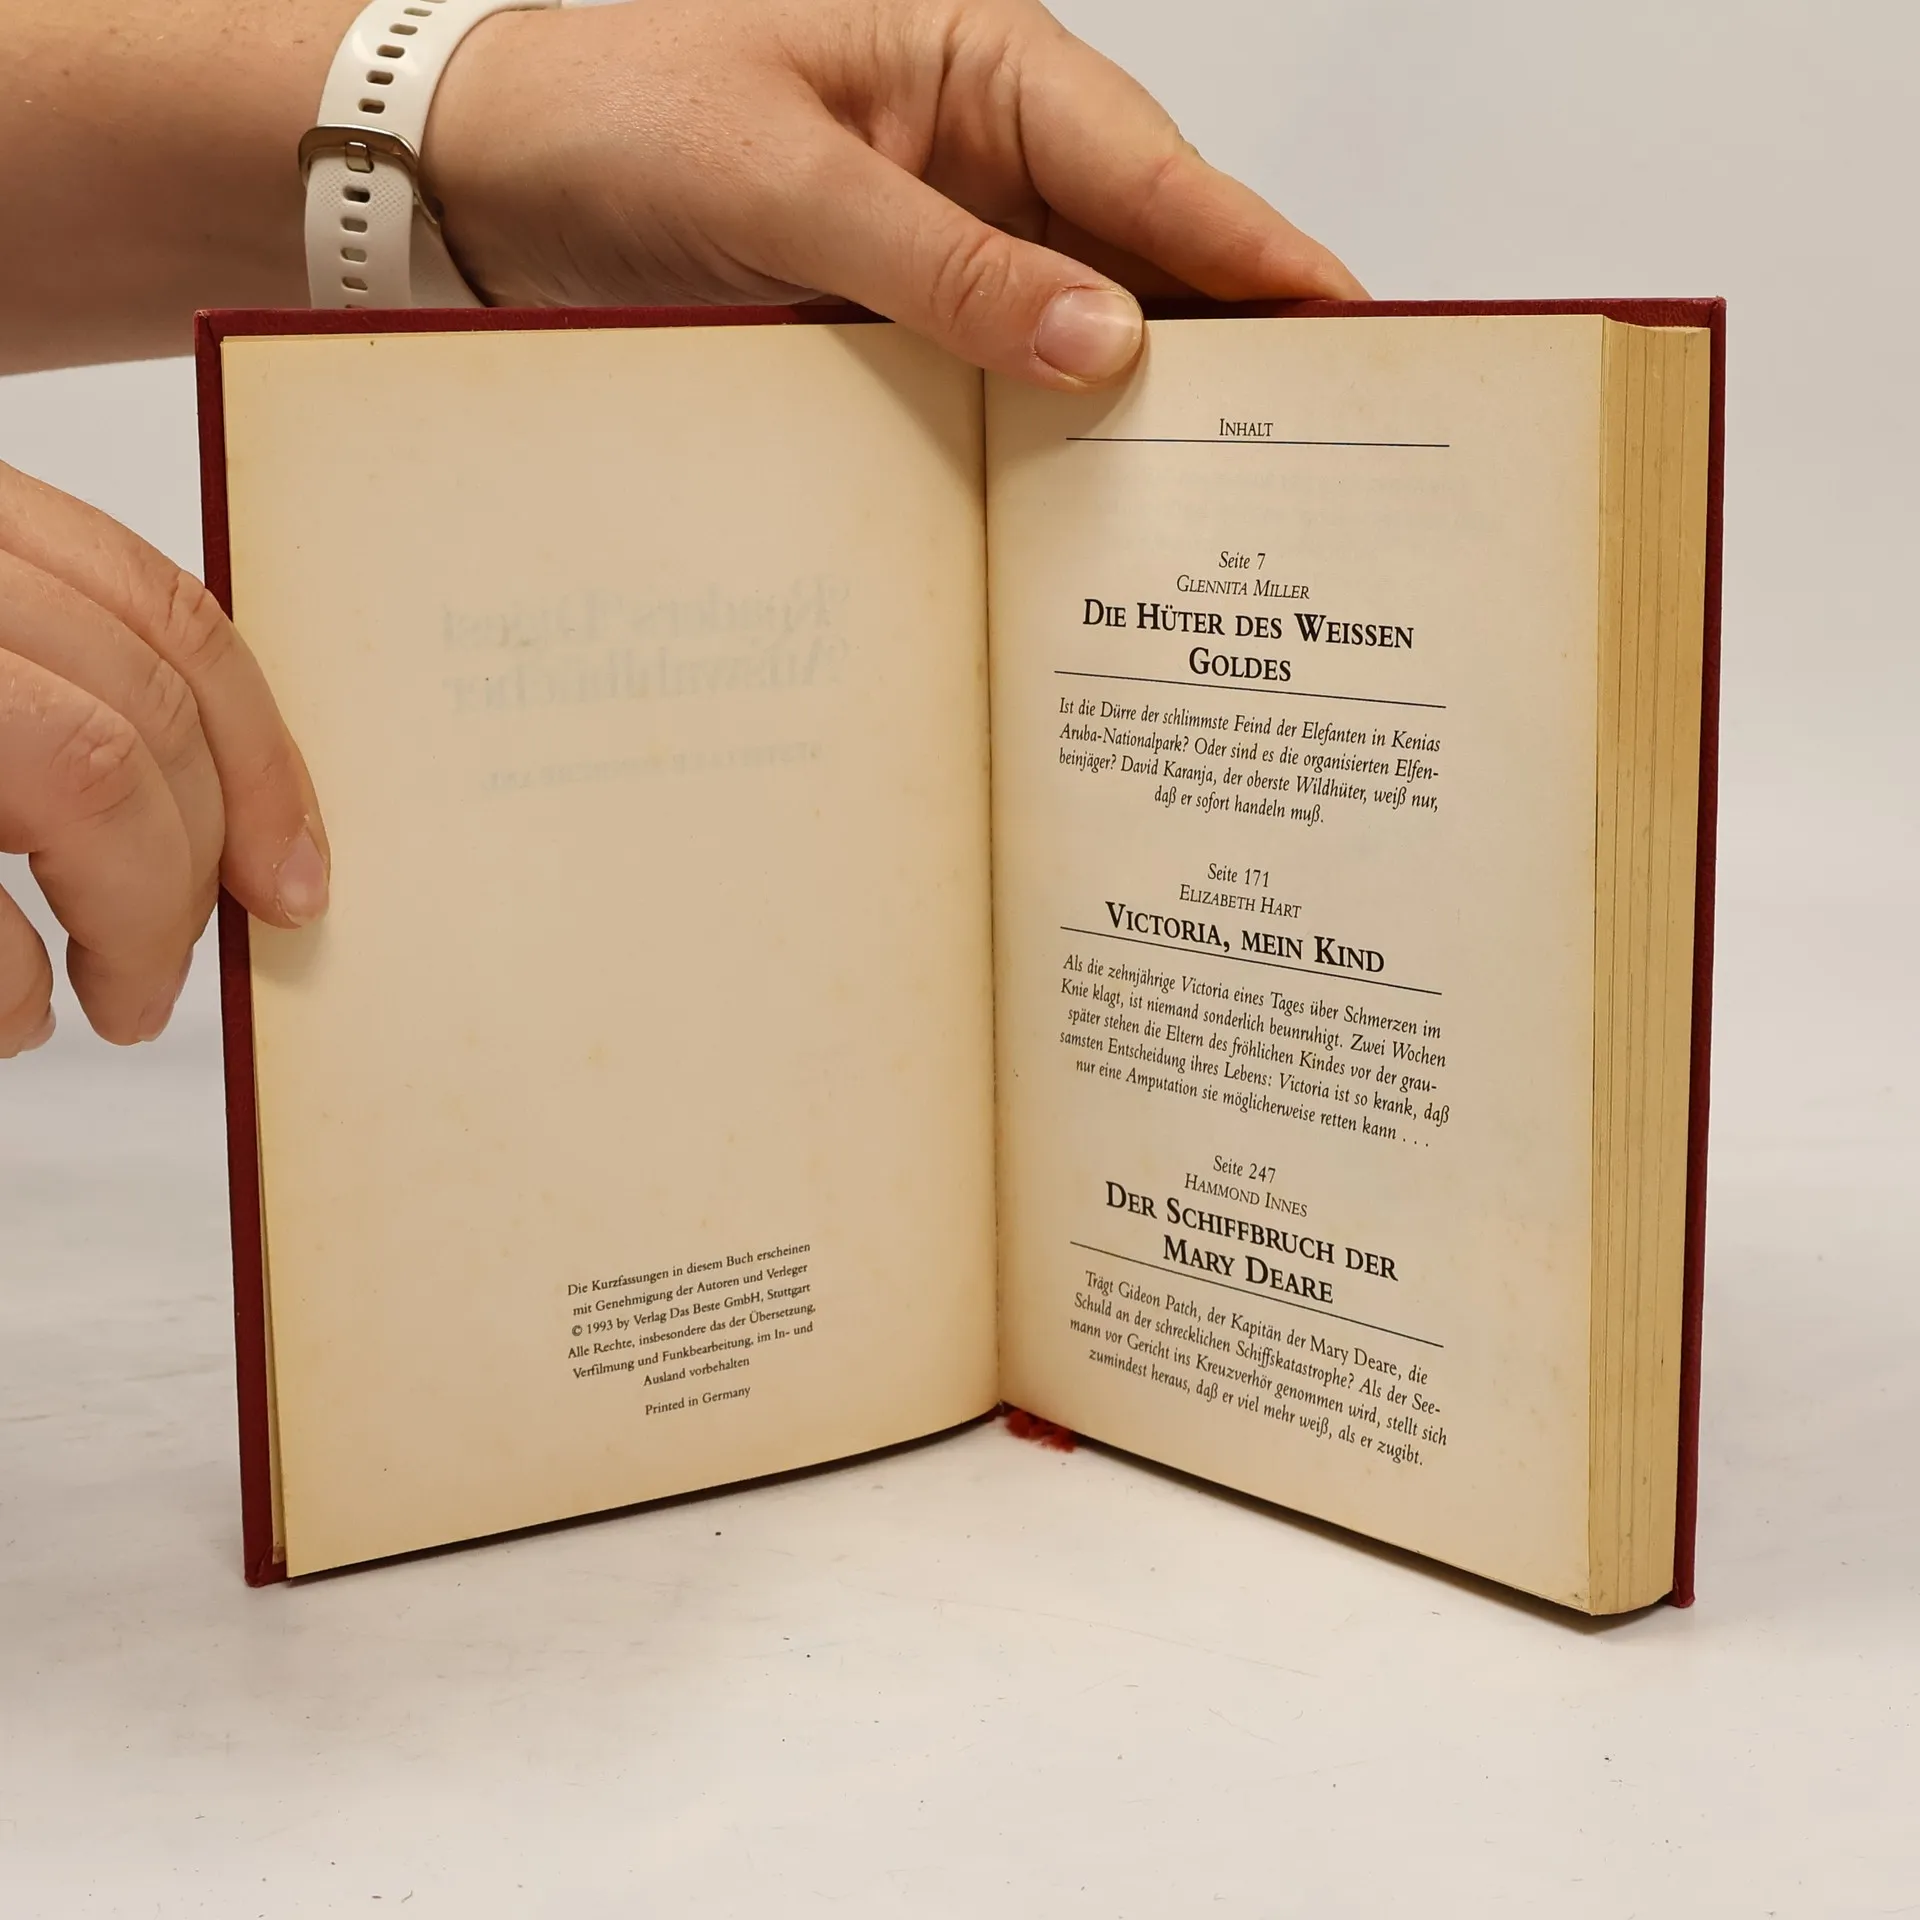 Die Kurzfassungen in diesem Buch erscheinen
mit Genehmigung der Autoren und Verleger
© 1993 by Verlag Das Beste GmbH, Stuttgart
Alle Rechte, insbesondere das der Übersetzung,
Verfilmung und Funkbearbeitung, im In- und
Ausland vorbehalten
Printed in Germany
INHALT
Seite 7
GLENNITA MILLER
DIE HÜTER DES WEISSEN
GOLDES
Ist die Dürre der schlimmste Feind der Elefanten in Kenias
Aruba-Nationalpark? Oder sind es die organisierten Elfen-
beinjäger? David Karanja, der oberste Wildhüter, weiß nur,
daß er sofort handeln muß.
Seite 171
ELIZABETH HART
VICTORIA, MEIN KIND
Als die zehnjährige Victoria eines Tages über Schmerzen im
Knie klagt, ist niemand sonderlich beunruhigt. Zwei Wochen
später stehen die Eltern des fröhlichen Kindes vor der grau-
samsten Entscheidung ihres Lebens: Victoria ist so krank, daß
nur eine Amputation sie möglicherweise retten kann . . .
Seite 247
HAMMOND INNES
DER SCHIFFBRUCH DER
MARY DEARE
Trägt Gideon Patch, der Kapitän der Mary Deare, die
Schuld an der schrecklichen Schiffskatastrophe? Als der See-
mann vor Gericht ins Kreuzverhör genommen wird, stellt sich
zumindest heraus, daß er viel mehr weiß, als er zugibt.